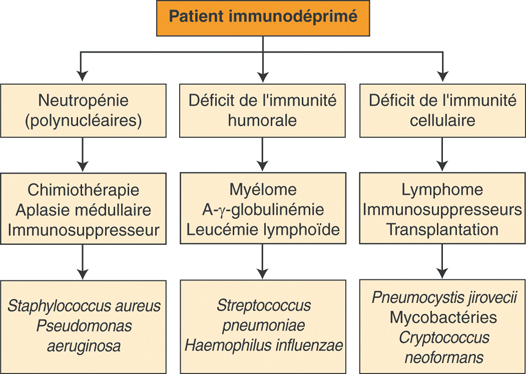 Patient immunodéprimé
Neutropénie
(polynucléaires)
Déficit de l'immunité
humorale
Déficit de l'immunité
cellulaire
Chimiothérapie
Aplasie médullaire
Immunosuppresseur
Myélome
A-γ-globulinémie
Leucémie lymphoïde
Lymphome
Immunosuppresseurs
Transplantation
Staphylococcus aureus
Pseudomonas
aeruginosa
Streptococcus
pneumoniae
Haemophilus influenzae
Pneumocystis jirovecii
Mycobactéries
Cryptococcus
neoformans